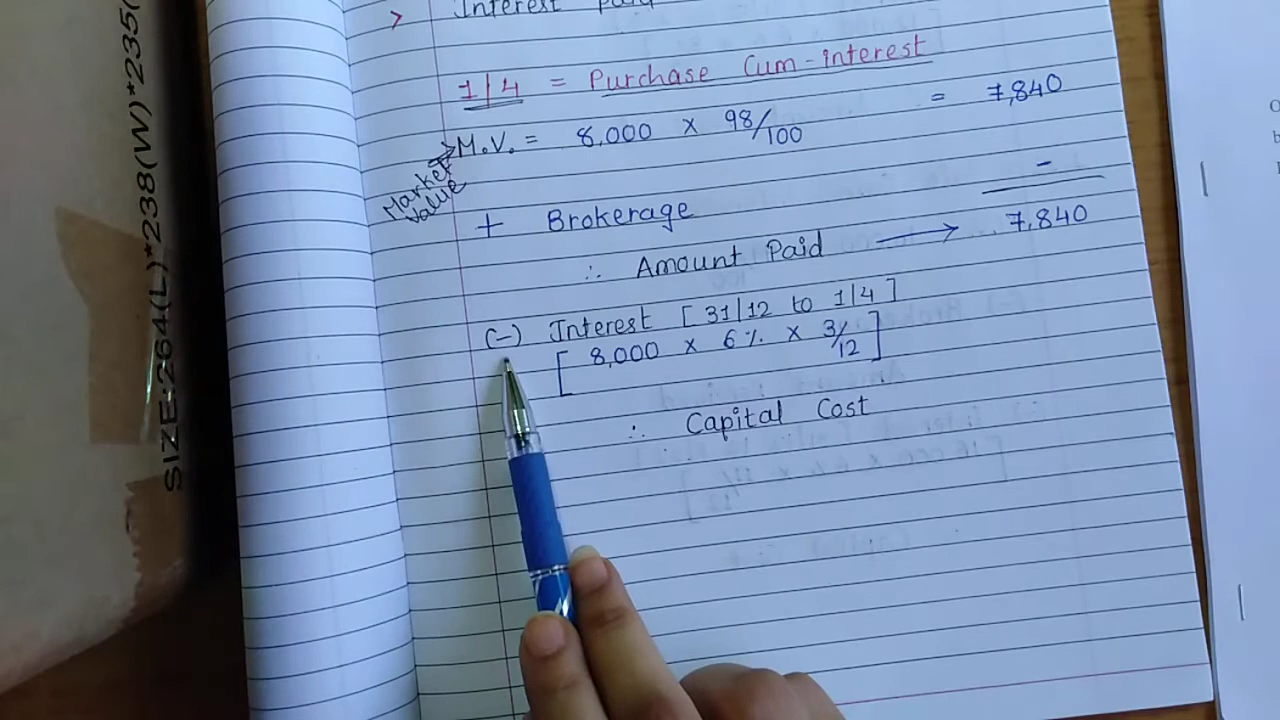 > Interest paid
1/4 = Purchase Cum-interest
M.V. = 8,000 x 98/100 = 7,840
Market Value
+ Brokerage -
∴ Amount Paid → 7,840
(-) Interest [31/12 to 1/4]
[8,000 x 6% x 3/12]
∴ Capital Cost
SIZE:264(L)*238(W)*235(